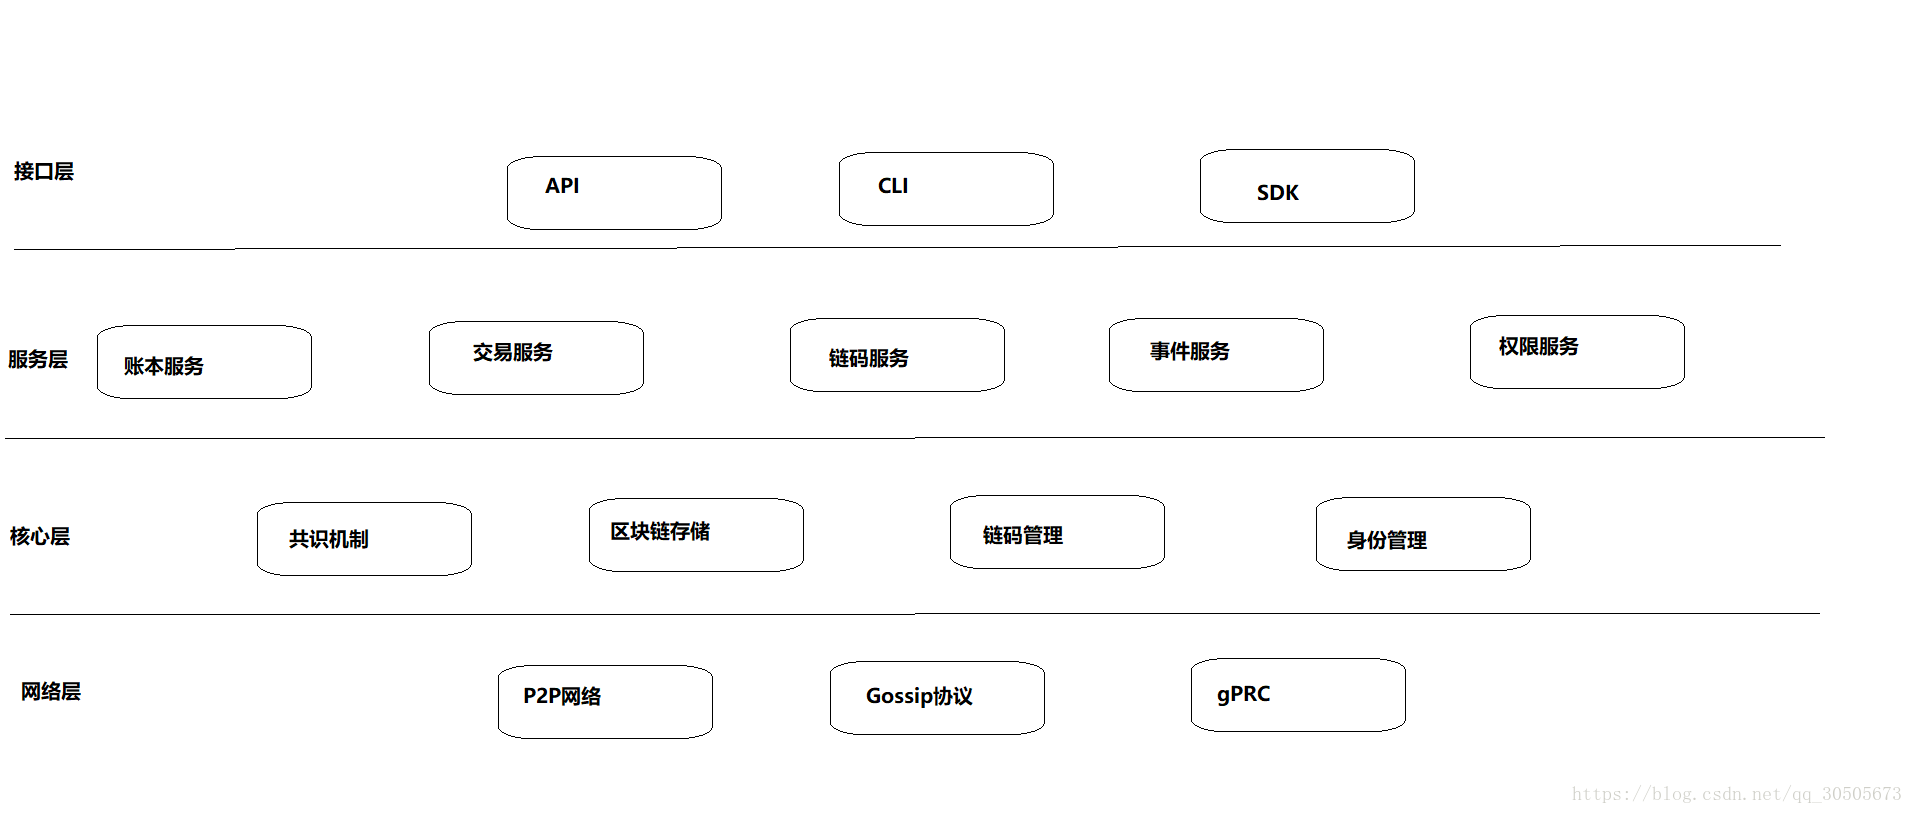 接口层
API
CLI
SDK
服务层
账本服务
交易服务
链码服务
事件服务
权限服务
核心层
共识机制
区块链存储
链码管理
身份管理
网络层
P2P网络
Gossip协议
gPRC
https://blog.csdn.net/qq_30505673